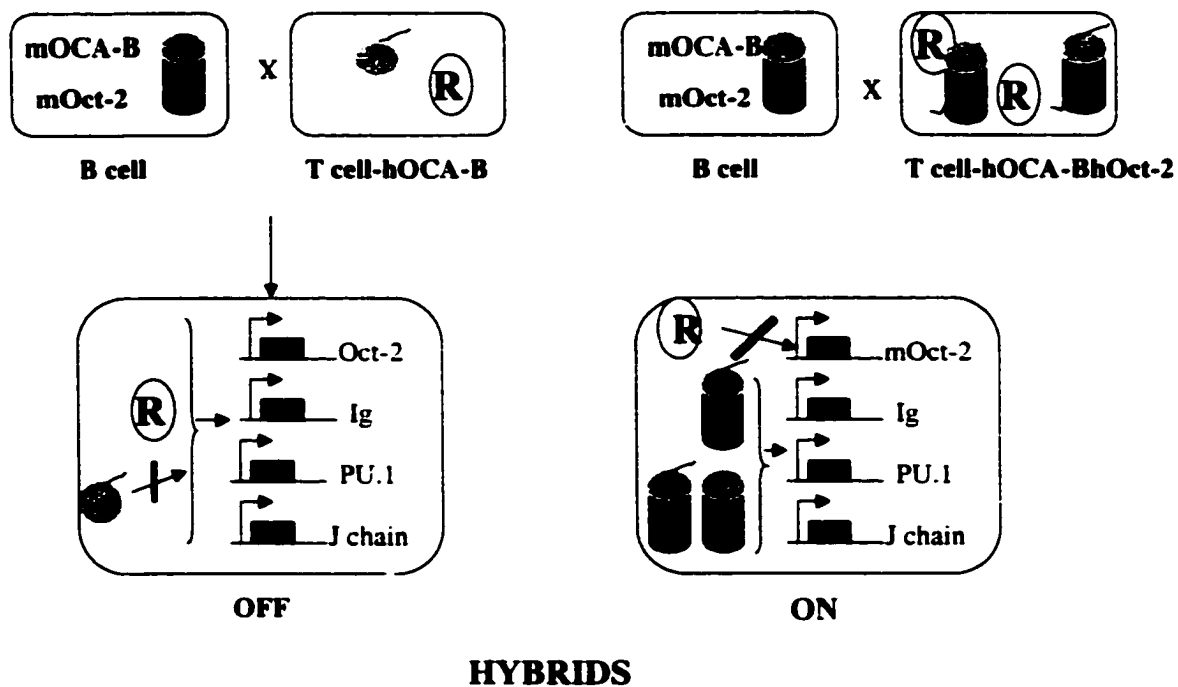 mOCA-B
mOct-2
X
R
B cell
T cell-hOCA-B
mOCA-B
mOct-2
X
R
R
B cell
T cell-hOCA-BhOct-2
R
Oct-2
Ig
PU.1
J chain
OFF
R
mOct-2
Ig
PU.1
J chain
ON
HYBRIDS